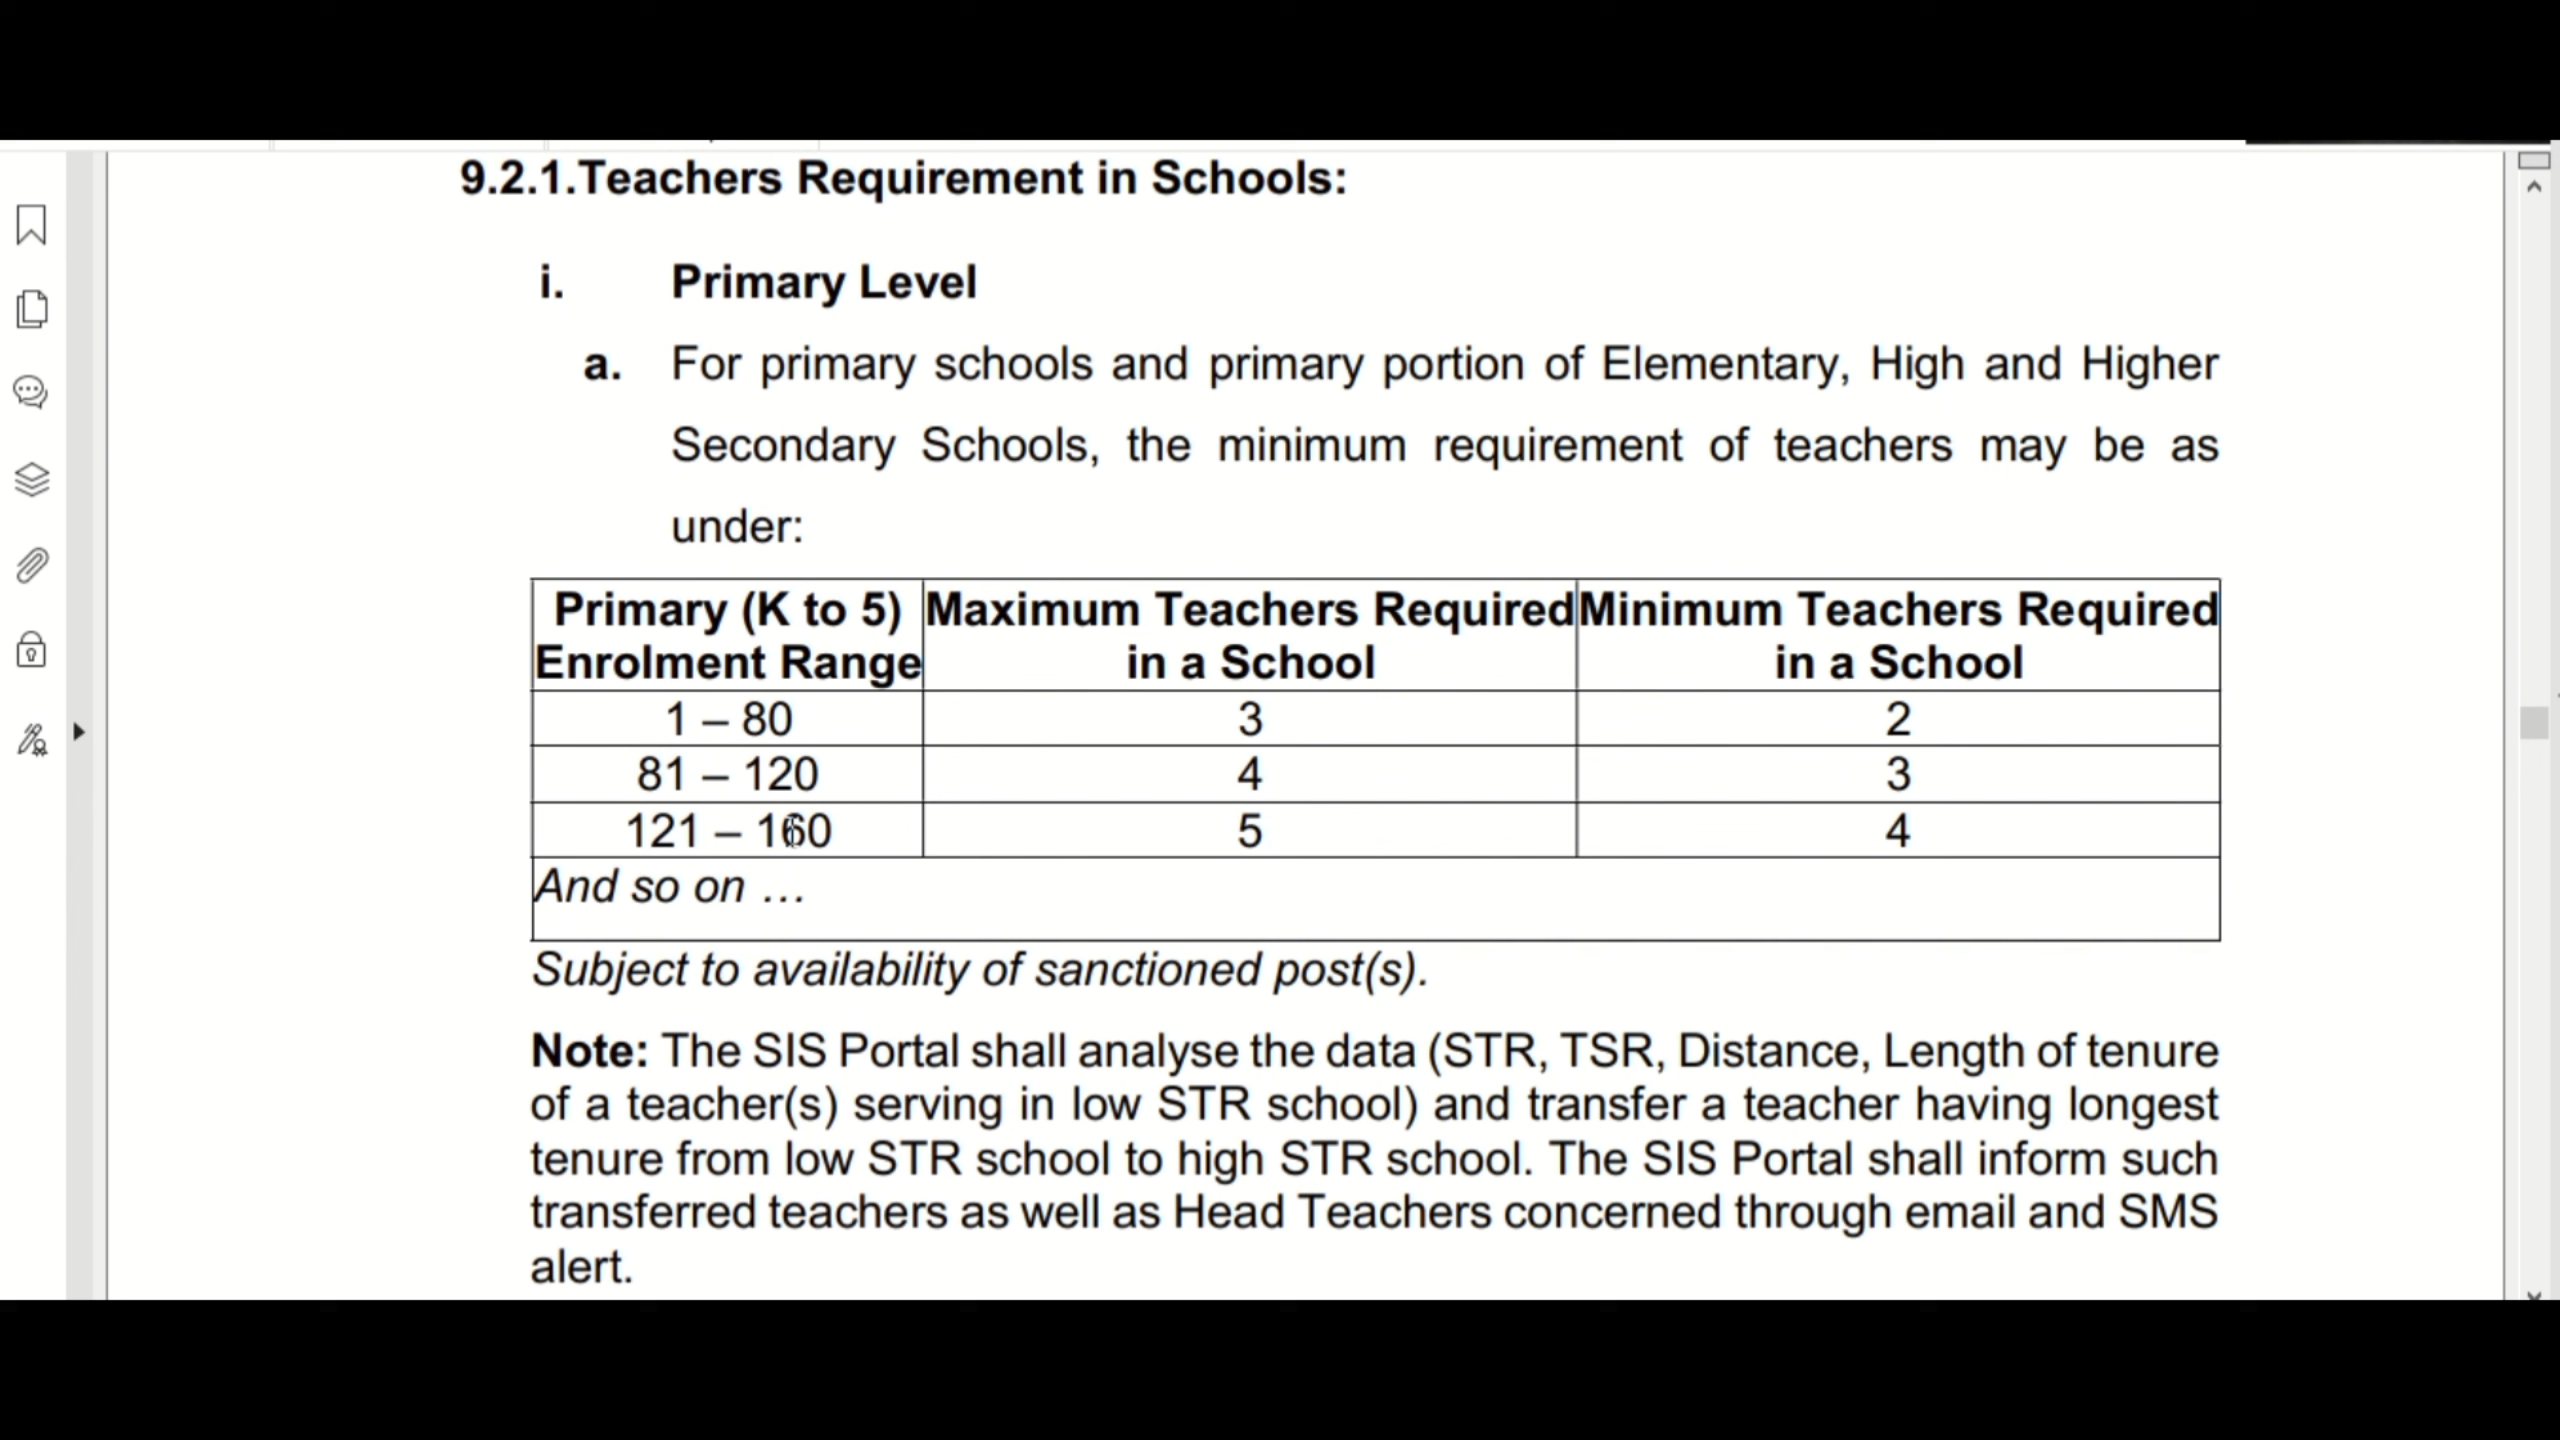 9.2.1.Teachers Requirement in Schools:
i. Primary Level
a. For primary schools and primary portion of Elementary, High and Higher
Secondary Schools, the minimum requirement of teachers may be as
under:
Primary (K to 5) Enrolment Range Maximum Teachers Required in a School Minimum Teachers Required in a School
1 – 80 3 2
81 – 120 4 3
121 – 160 5 4
And so on …
Subject to availability of sanctioned post(s).
Note: The SIS Portal shall analyse the data (STR, TSR, Distance, Length of tenure
of a teacher(s) serving in low STR school) and transfer a teacher having longest
tenure from low STR school to high STR school. The SIS Portal shall inform such
transferred teachers as well as Head Teachers concerned through email and SMS
alert.